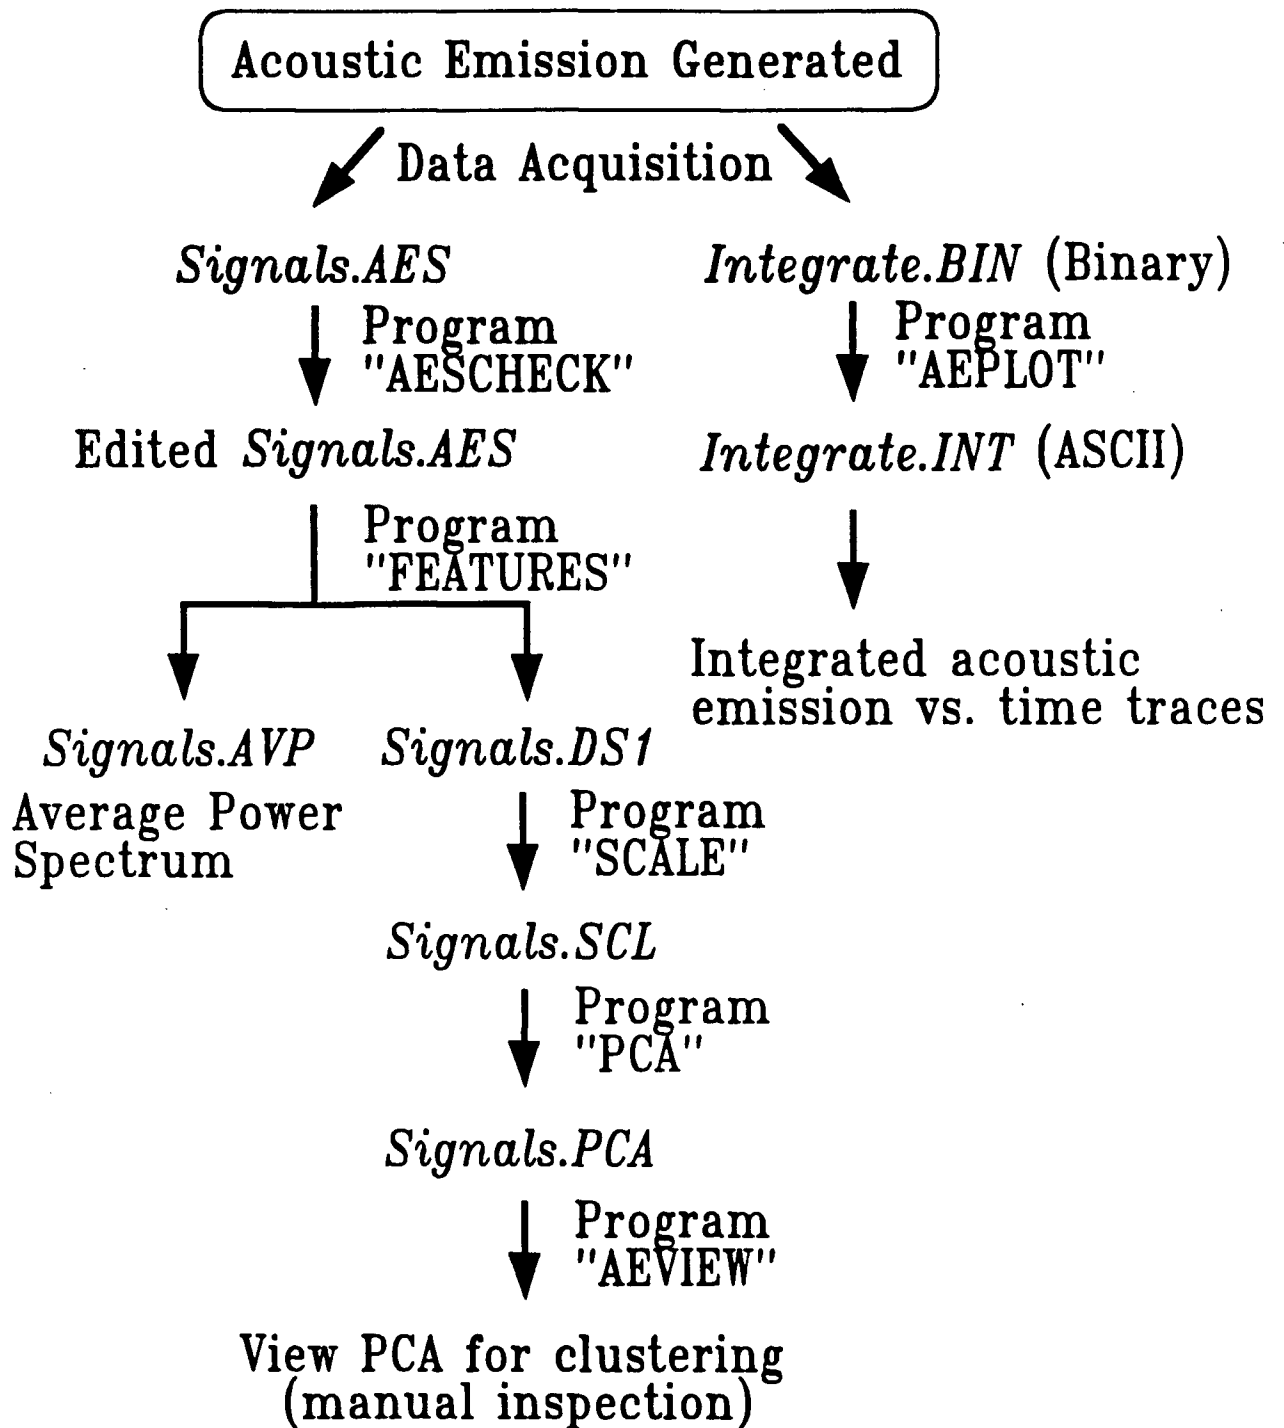 Acoustic Emission Generated
Data Acquisition
Signals.AES
Program
"AESCHECK"
Edited Signals.AES
Program
"FEATURES"
Signals.AVP
Average Power
Spectrum
Signals.DS1
Program
"SCALE"
Signals.SCL
Program
"PCA"
Signals.PCA
Program
"AEVIEW"
View PCA for clustering
(manual inspection)
Integrate.BIN (Binary)
Program
"AEPLOT"
Integrate.INT (ASCII)
Integrated acoustic
emission vs. time traces